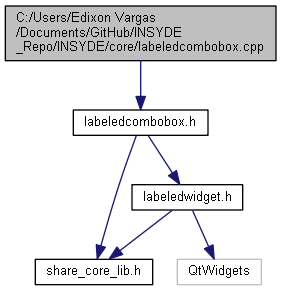 C:/Users/Edixon Vargas
/Documents/GitHub/INSYDE
_Repo/INSYDE/core/labeledcombobox.cpp
labeledcombobox.h
labeledwidget.h
share_core_lib.h
QtWidgets